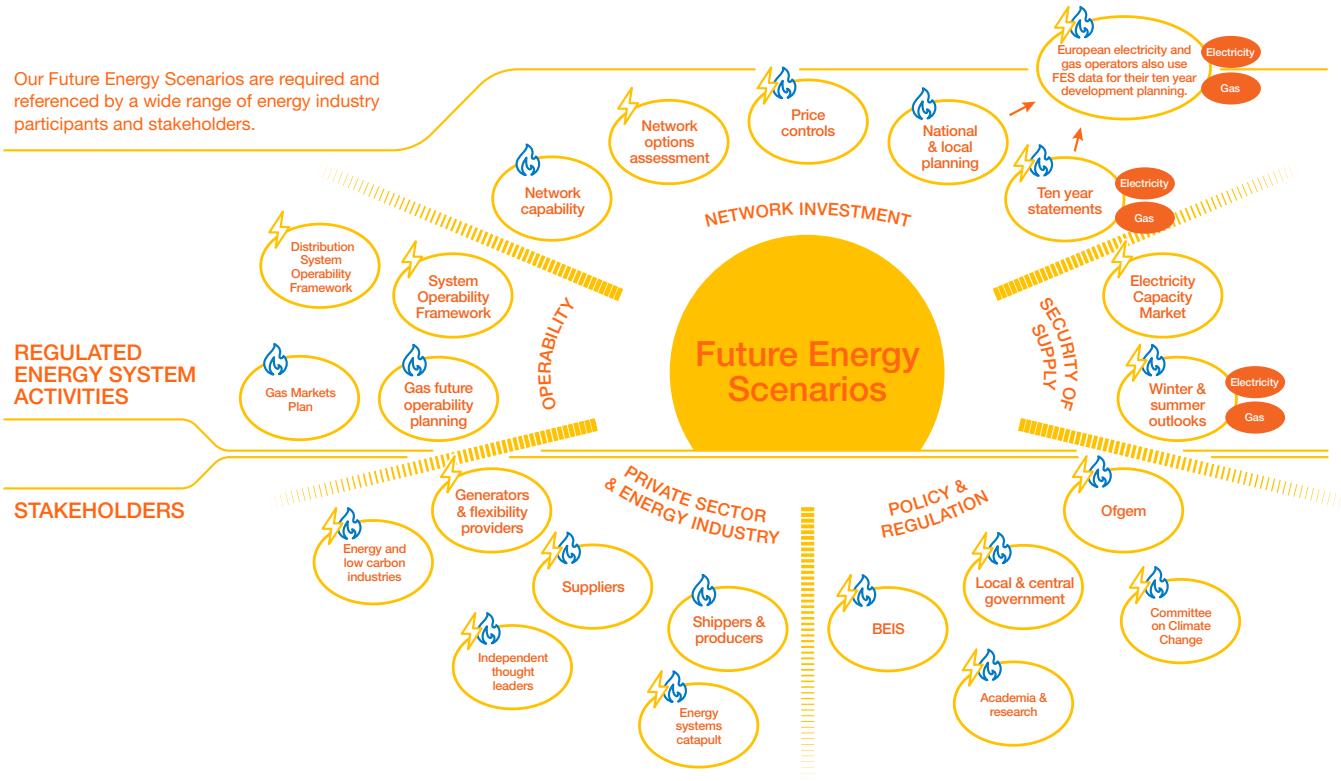 Our Future Energy Scenarios are required and
referenced by a wide range of energy industry
participants and stakeholders.
European electricity and
gas operators also use
FES data for their ten year
development planning.
Electricity
Gas
Price
controls
Network
options
assessment
National
& local
planning
Network
capability
Ten year
statements
Electricity
Gas
NETWORK INVESTMENT
Distribution
System
Operability
Framework
System
Operability
Framework
Electricity
Capacity
Market
OPERABILITY
SECURITY OF
SUPPLY
Future Energy
Scenarios
REGULATED
ENERGY SYSTEM
ACTIVITIES
Gas Markets
Plan
Gas future
operability
planning
Winter &
summer
outlooks
Electricity
Gas
STAKEHOLDERS
PRIVATE SECTOR
& ENERGY INDUSTRY
POLICY &
REGULATION
Generators
& flexibility
providers
Ofgem
Energy and
low carbon
industries
Suppliers
Local & central
government
Shippers &
producers
BEIS
Committee
on Climate
Change
Independent
thought
leaders
Academia &
research
Energy
systems
catapult